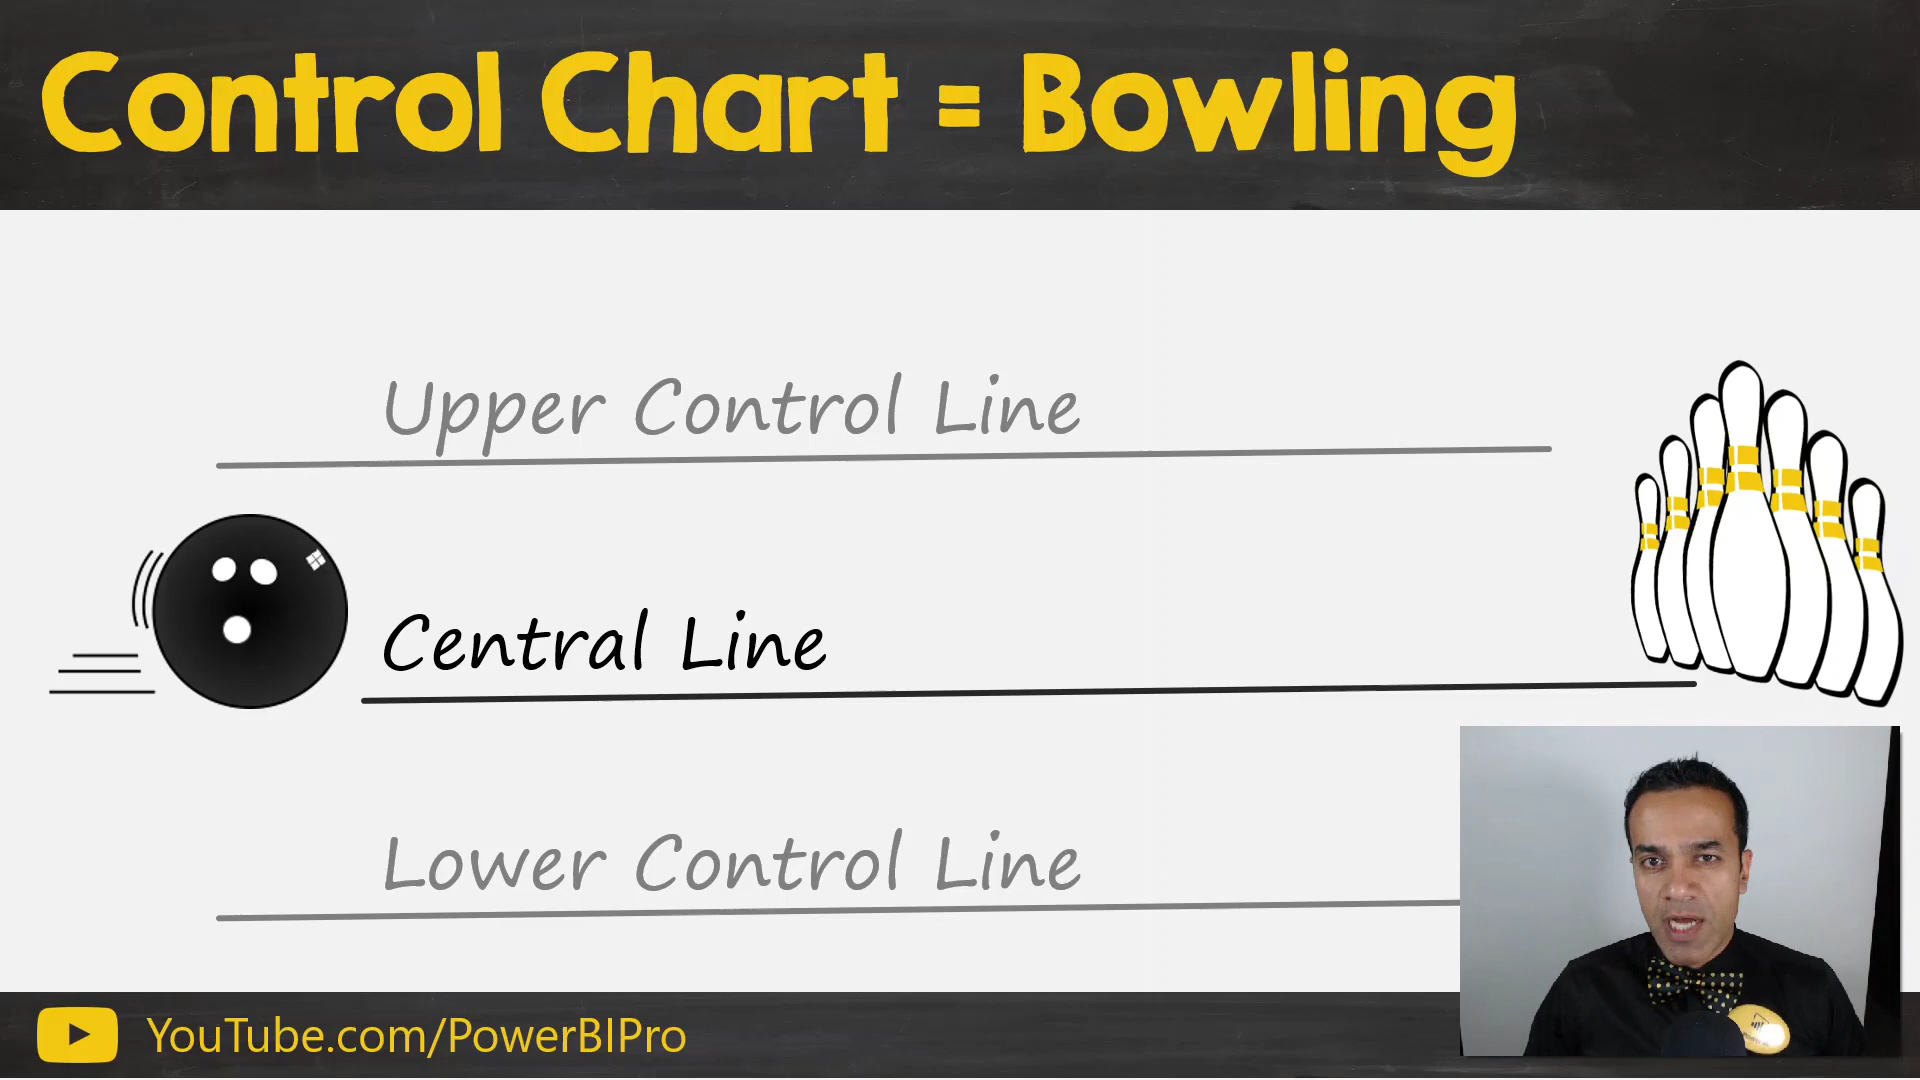 Control Chart = Bowling
Upper Control Line
Central Line
Lower Control Line
YouTube.com/PowerBIPro